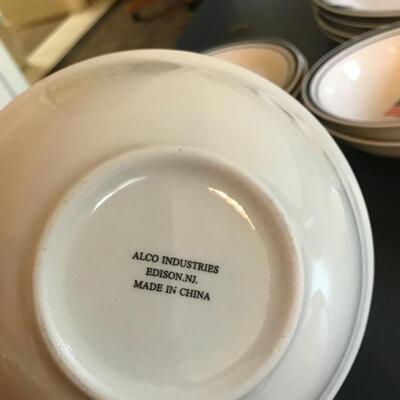 ALCO INDUSTRIES
EDISON.NJ.
MADE IN CHINA